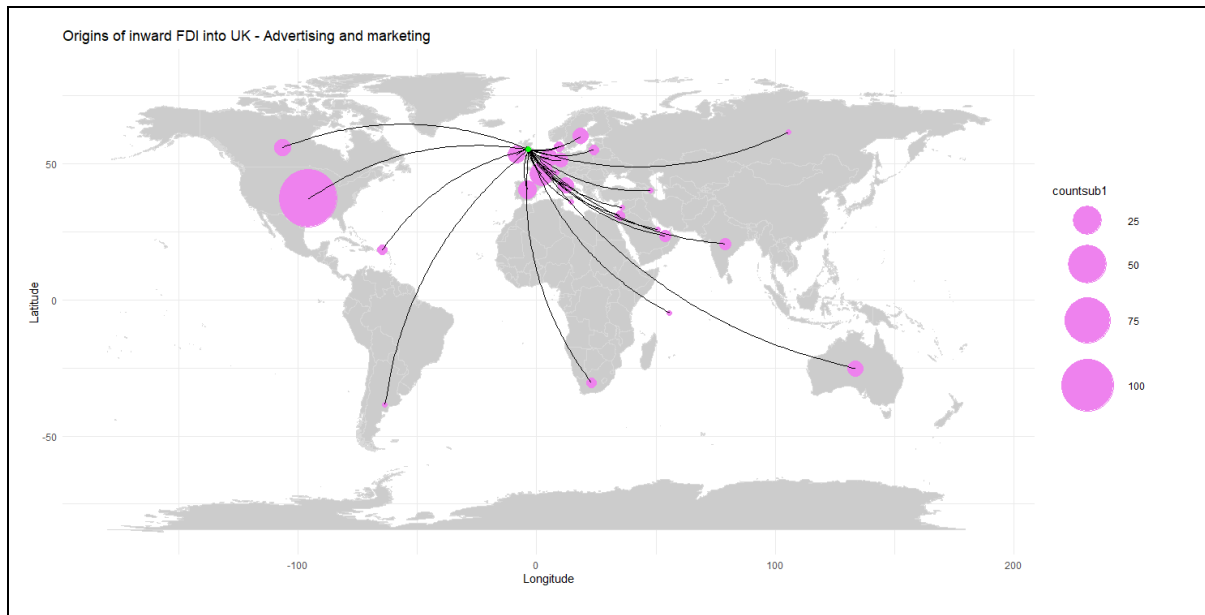 Origins of inward FDI into UK - Advertising and marketing
50
0
-50
Latitude
-100
0
100
200
Longitude
countsub1
25
50
75
100